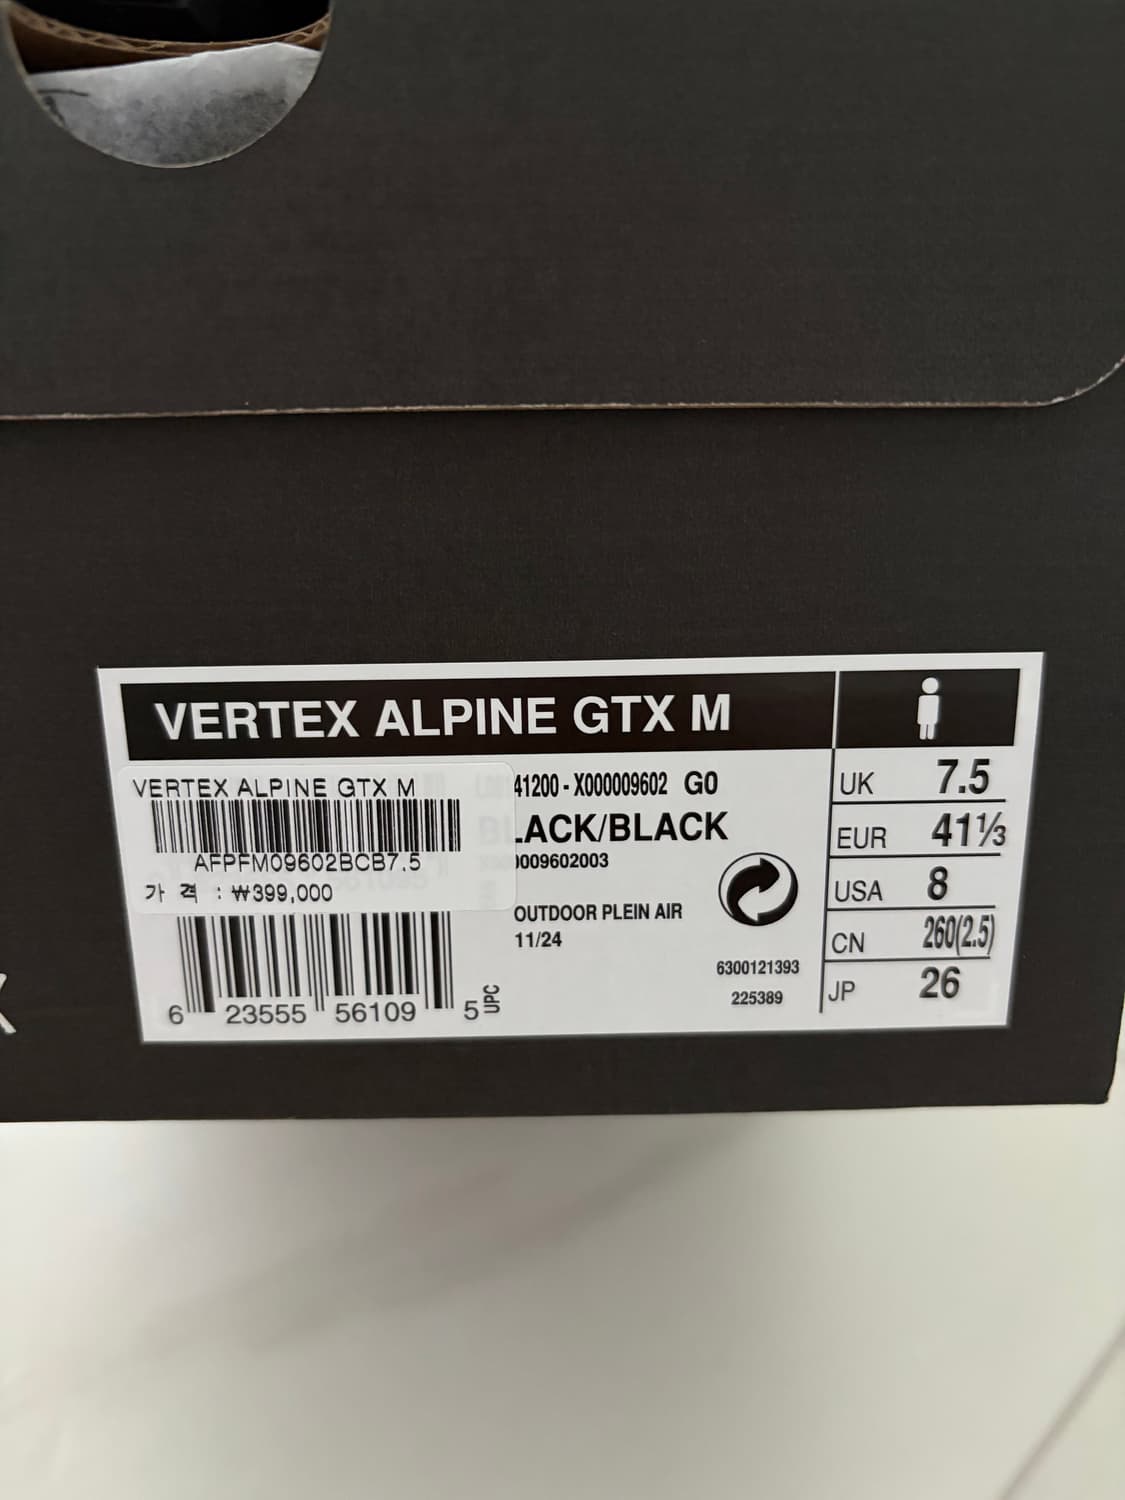 VERTEX ALPINE GTX M
VERTEX ALPINE GTX M
AFPFM09602BCB7.5
가 격 : ₩399,000
41200 - X000009602 G0
LACK/BLACK
009602003
OUTDOOR PLEIN AIR
11/24
6300121393
225389
6 23555 56109 5 UPC
UK 7.5
EUR 41⅓
USA 8
CN 260(2.5)
JP 26